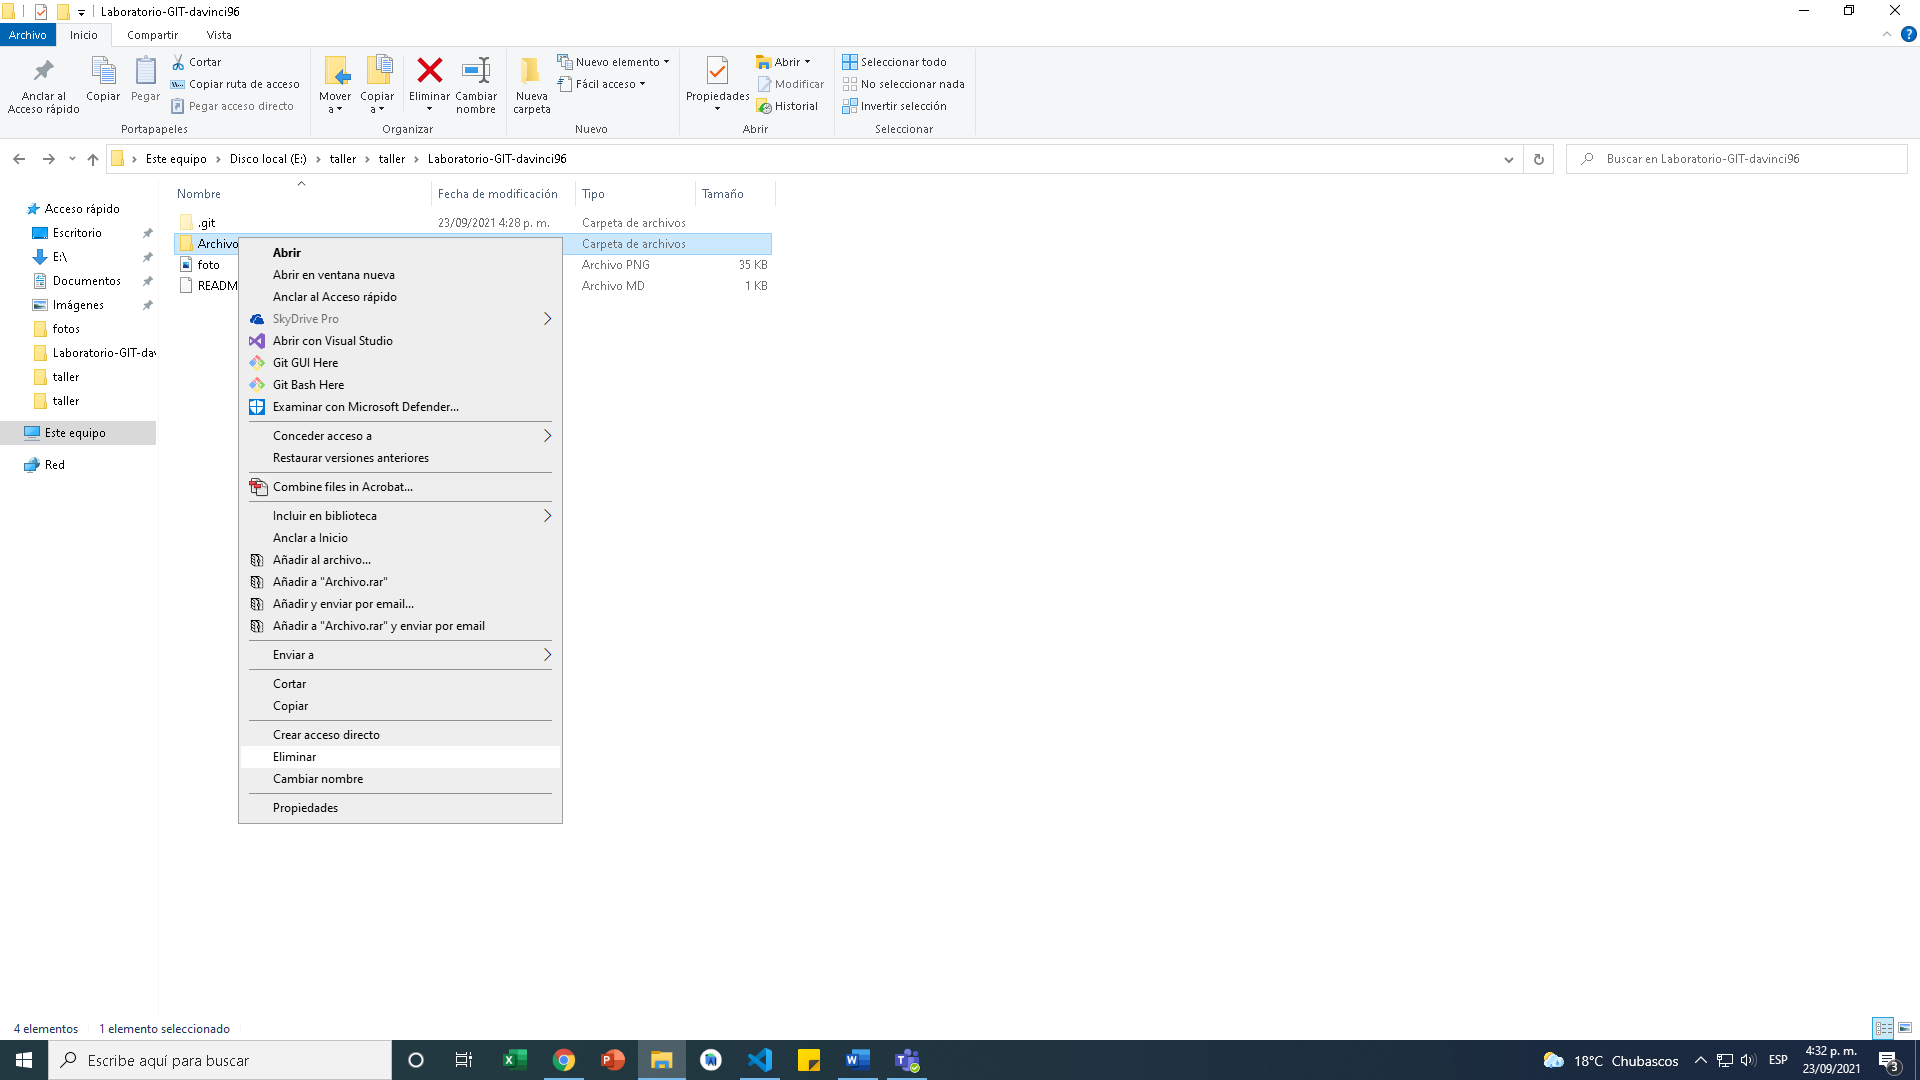 Laboratorio-GIT-davinci96
Archivo Inicio Compartir Vista
Anclar al Acceso rápido
Copiar
Pegar
Cortar
Copiar ruta de acceso
Pegar acceso directo
Portapapeles
Mover a
Copiar a
Eliminar
Cambiar nombre
Organizar
Nueva carpeta
Nuevo elemento
Fácil acceso
Nuevo
Propiedades
Abrir
Modificar
Historial
Abrir
Seleccionar todo
No seleccionar nada
Invertir selección
Seleccionar
Este equipo > Disco local (E:) > taller > taller > Laboratorio-GIT-davinci96
Buscar en Laboratorio-GIT-davinci96
Acceso rápido
Escritorio
E:\
Documentos
Imágenes
fotos
Laboratorio-GIT-dav
taller
taller
Este equipo
Red
Nombre Fecha de modificación Tipo Tamaño
.git 23/09/2021 4:28 p. m. Carpeta de archivos
Archivo Carpeta de archivos
foto Archivo PNG 35 KB
READM Archivo MD 1 KB
Abrir
Abrir en ventana nueva
Anclar al Acceso rápido
SkyDrive Pro
Abrir con Visual Studio
Git GUI Here
Git Bash Here
Examinar con Microsoft Defender...
Conceder acceso a
Restaurar versiones anteriores
Combine files in Acrobat...
Incluir en biblioteca
Anclar a Inicio
Añadir al archivo...
Añadir a "Archivo.rar"
Añadir y enviar por email...
Añadir a "Archivo.rar" y enviar por email
Enviar a
Cortar
Copiar
Crear acceso directo
Eliminar
Cambiar nombre
Propiedades
4 elementos 1 elemento seleccionado
Escribe aquí para buscar
18°C Chubascos
ESP
4:32 p. m.
23/09/2021
3